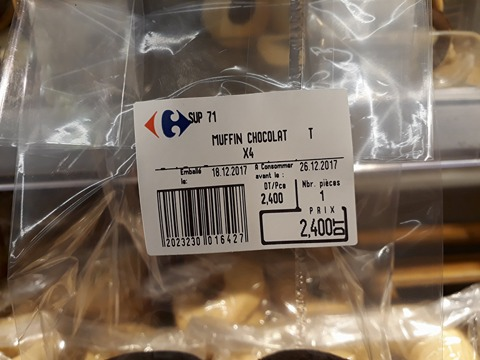 SUP 71
MUFFIN CHOCOLAT T
X4
Emballé le: 18.12.2017 A Consommer avant le : 26.12.2017
DT/Pce Nbr. pièces
2,400 1
PRIX
2,400 DT
2023230 016427